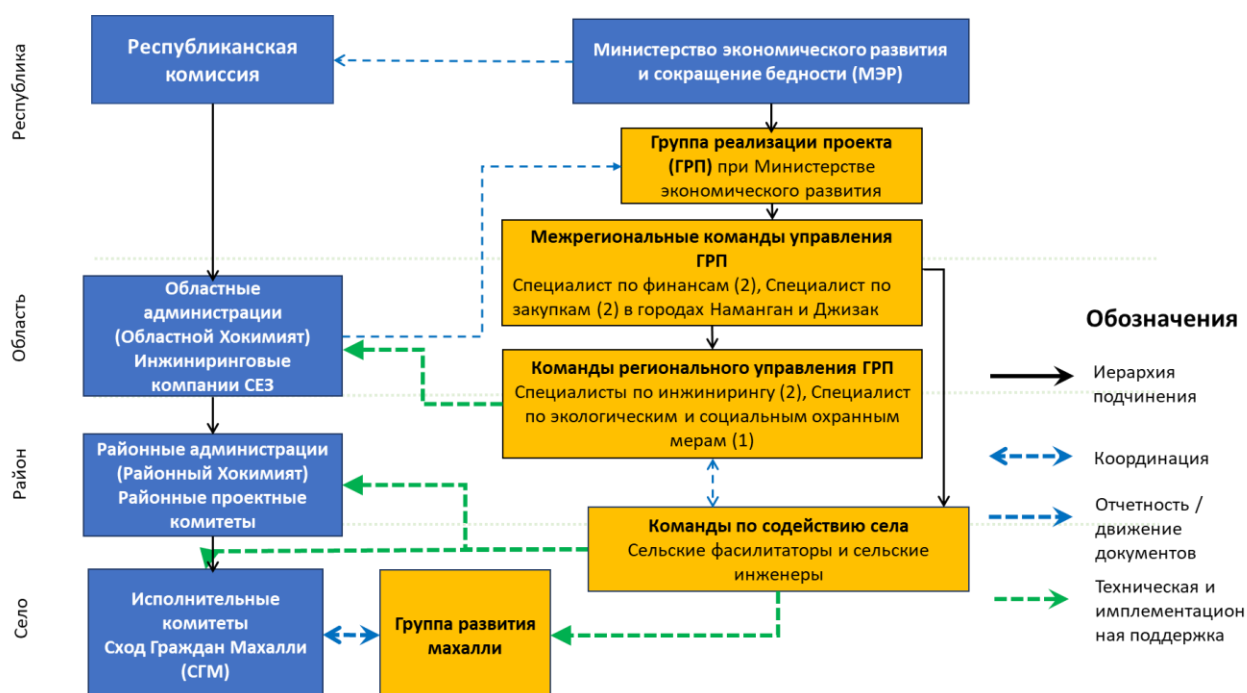 Республика
Республиканская
комиссия
Министерство экономического развития
и сокращение бедности (МЭР)
Группа реализации проекта
(ГРП) при Министерстве
экономического развития
Межрегиональные команды управления
ГРП
Специалист по финансам (2), Специалист по
закупкам (2) в городах Наманган и Джизак
Область
Областные
администрации
(Областной Хокимият)
Инжиниринговые
компании СЕЗ
Команды регионального управления ГРП
Специалисты по инжинирингу (2), Специалист
по экологическим и социальным охранным
мерам (1)
Район
Районные администрации
(Районный Хокимият)
Районные проектные
комитеты
Команды по содействию села
Сельские фасилитаторы и сельские
инженеры
Село
Исполнительные
комитеты
Сход Граждан Махалли
(СГМ)
Группа развития
махалли
Обозначения
Иерархия
подчинения
Координация
Отчетность /
движение
документов
Техническая и
имплементацион
ная поддержка